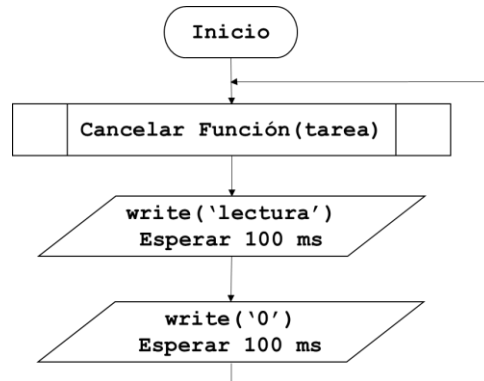 Inicio
Cancelar Función(tarea)
write(‘lectura’)
Esperar 100 ms
write(‘0’)
Esperar 100 ms